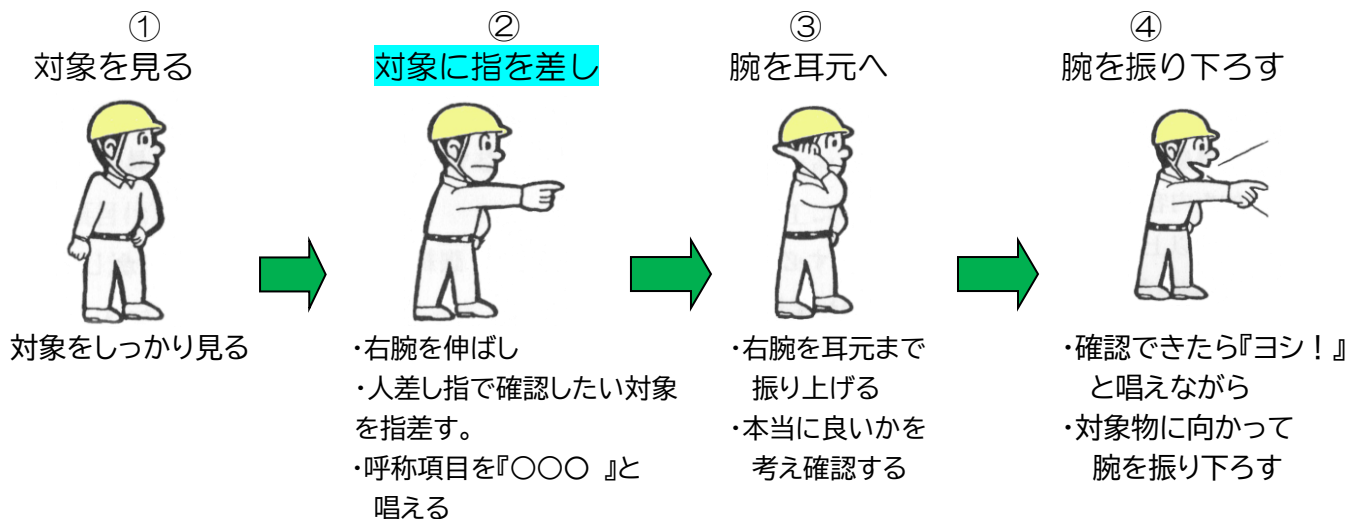 ①
対象を見る
対象をしっかり見る
②
対象に指を差し
・右腕を伸ばし
・人差し指で確認したい対象
を指差す。
・呼称項目を『○○○ 』と
唱える
③
腕を耳元へ
・右腕を耳元まで
振り上げる
・本当に良いかを
考え確認する
④
腕を振り下ろす
・確認できたら『ヨシ！』
と唱えながら
・対象物に向かって
腕を振り下ろす